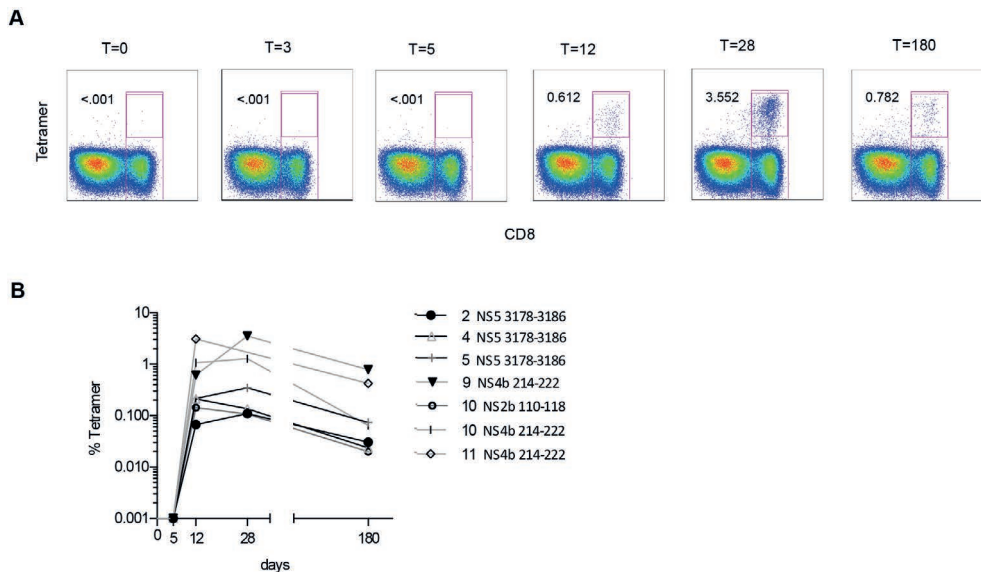 A
T=0 T=3 T=5 T=12 T=28 T=180
<.001 <.001 <.001 0.612 3.552 0.782
Tetramer
CD8
B
10
1
0.100
0.010
0.001
% Tetramer
0 5 12 28 180
days
2 NS5 3178-3186
4 NS5 3178-3186
5 NS5 3178-3186
9 NS4b 214-222
10 NS2b 110-118
10 NS4b 214-222
11 NS4b 214-222